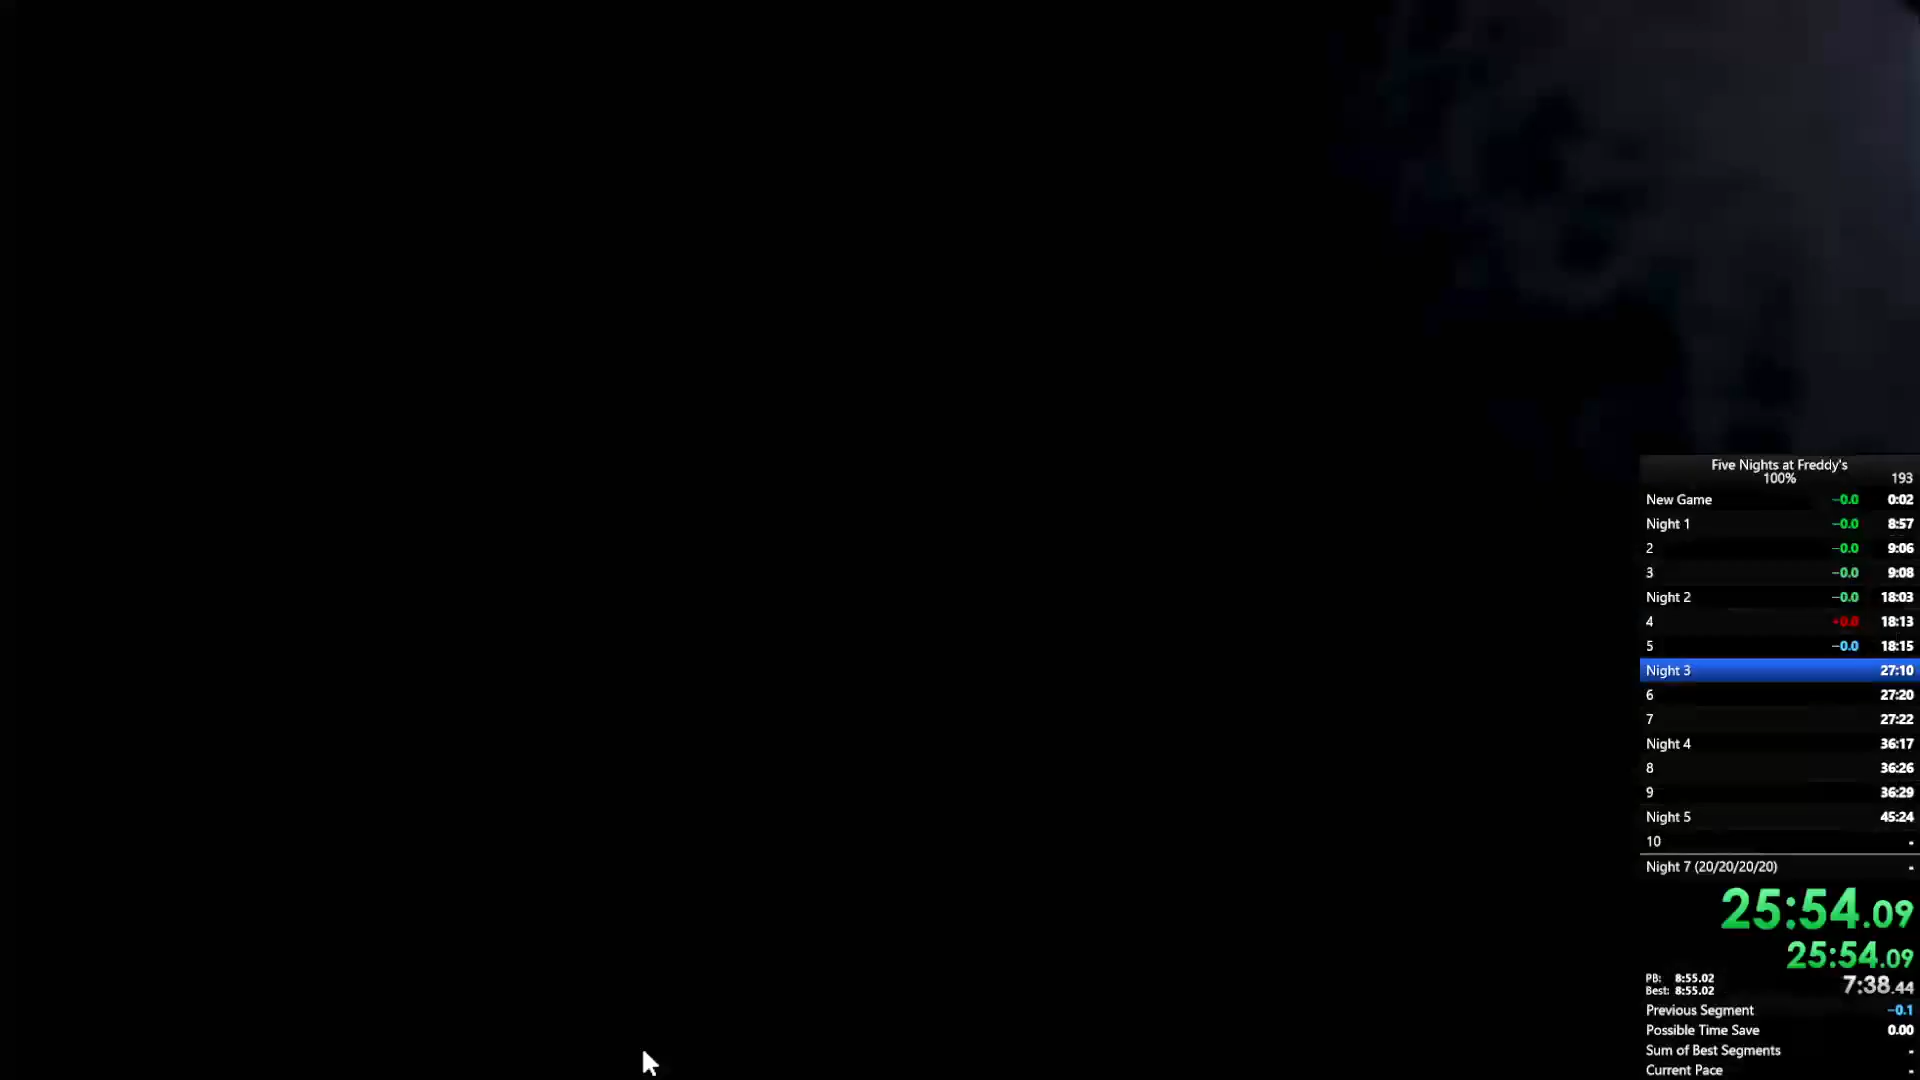 Five Nights at Freddy's
100% 193
New Game −0.0 0:02
Night 1 −0.0 8:57
2 −0.0 9:06
3 −0.0 9:08
Night 2 −0.0 18:03
4 +0.0 18:13
5 −0.0 18:15
Night 3 27:10
6 27:20
7 27:22
Night 4 36:17
8 36:26
9 36:29
Night 5 45:24
10 -
Night 7 (20/20/20/20) -
25:54.09
25:54.09
PB: 8:55.02
Best: 8:55.02
7:38.44
Previous Segment −0.1
Possible Time Save 0.00
Sum of Best Segments -
Current Pace -